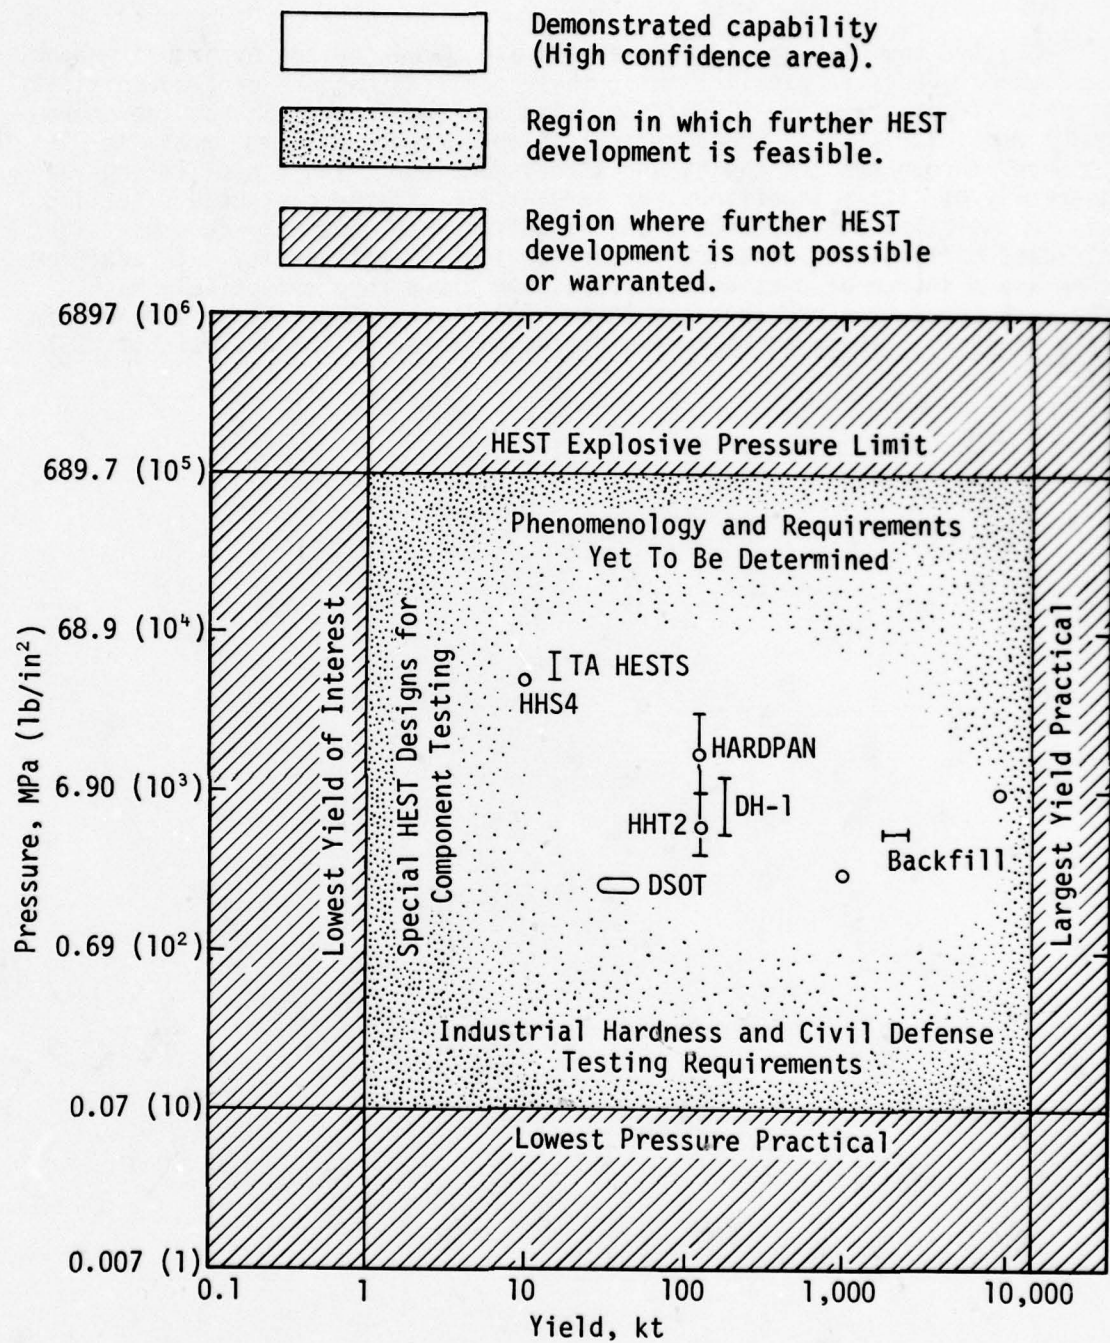 Demonstrated capability
(High confidence area).
Region in which further HEST
development is feasible.
Region where further HEST
development is not possible
or warranted.
6897 (10⁶)
689.7 (10⁵)
68.9 (10⁴)
6.90 (10³)
0.69 (10²)
0.07 (10)
0.007 (1)
Pressure, MPa (lb/in²)
HEST Explosive Pressure Limit
Phenomenology and Requirements
Yet To Be Determined
Lowest Yield of Interest
Special HEST Designs for
Component Testing
TA HESTS
HHS4
HARDPAN
DH-1
HHT2
DSOT
Backfill
Largest Yield Practical
Industrial Hardness and Civil Defense
Testing Requirements
Lowest Pressure Practical
0.1
1
10
100
1,000
10,000
Yield, kt